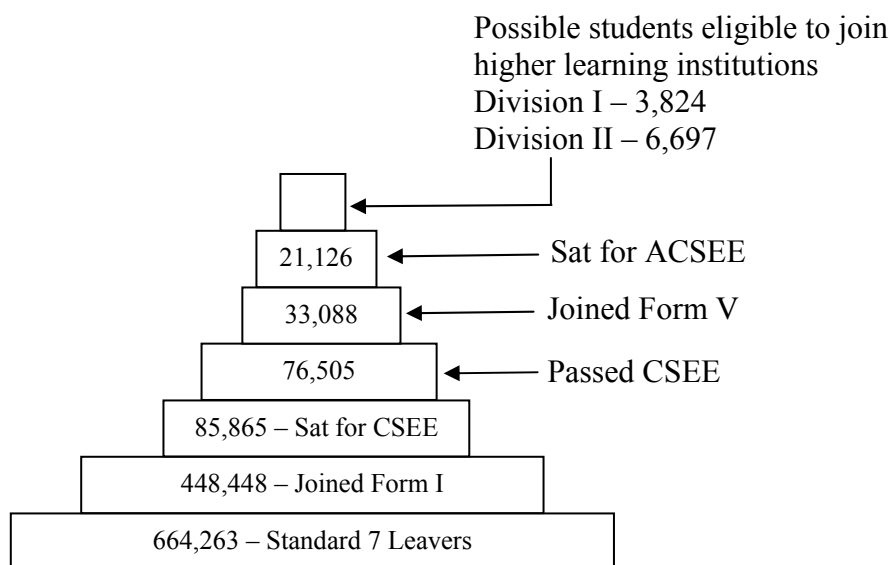 Possible students eligible to join
higher learning institutions
Division I – 3,824
Division II – 6,697
21,126
Sat for ACSEE
33,088
Joined Form V
76,505
Passed CSEE
85,865 – Sat for CSEE
448,448 – Joined Form I
664,263 – Standard 7 Leavers